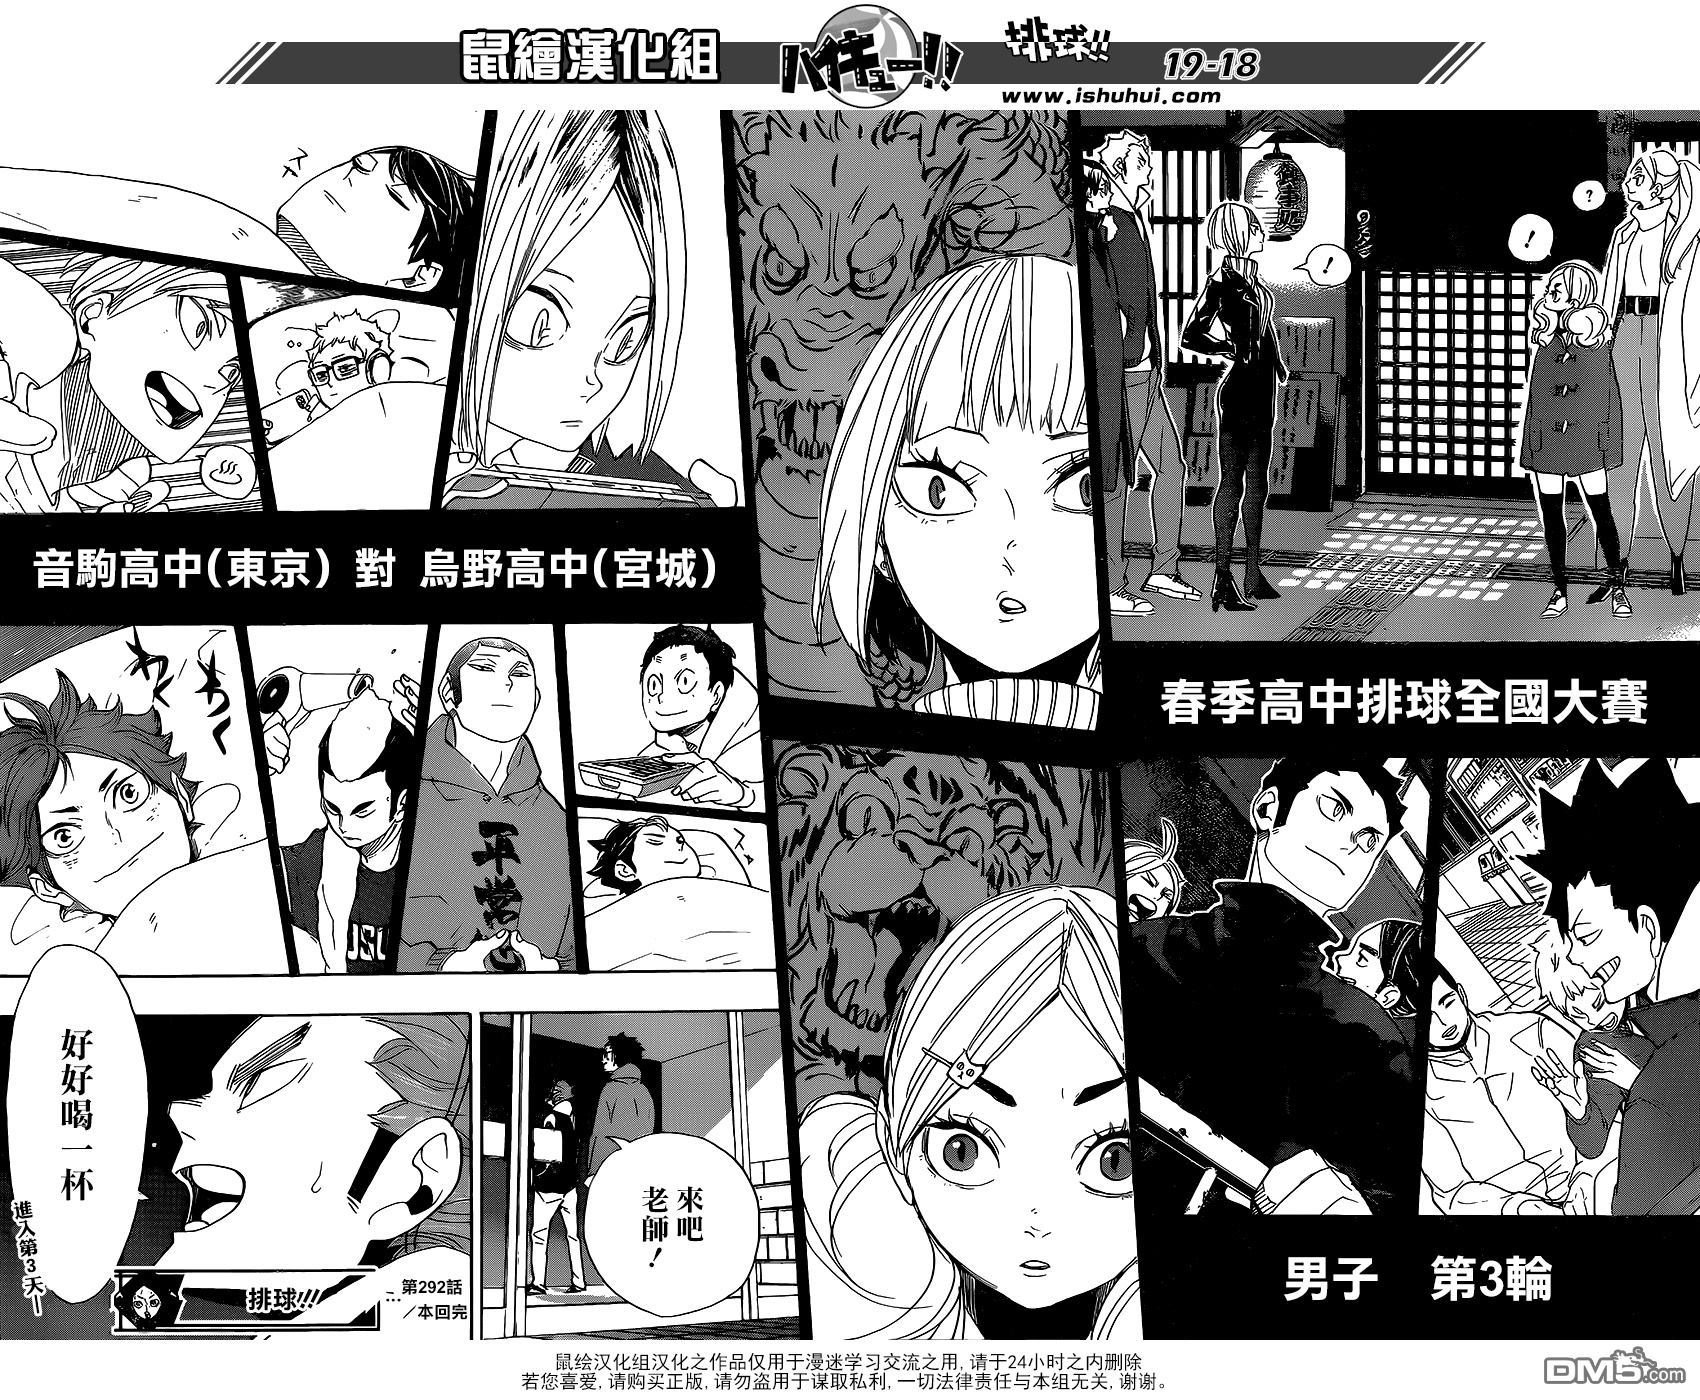 鼠繪漢化組
ハイキュー!!
排球!!
19-18
www.ishuhui.com
?
!
!
春季高中排球全國大賽
男子 第3輪
ス
音駒高中(東京) 對 烏野高中(宮城)
わく
わく
平常
來吧
老師!
好好喝一杯
進入第3天—
排球!!
… 第292話
／本回完
鼠绘汉化组汉化之作品仅用于漫迷学习交流之用, 请于24小时之内删除
若您喜爱, 请购买正版, 请勿盗用于谋取私利, 一切法律责任与本组无关, 谢谢。
DM5.com